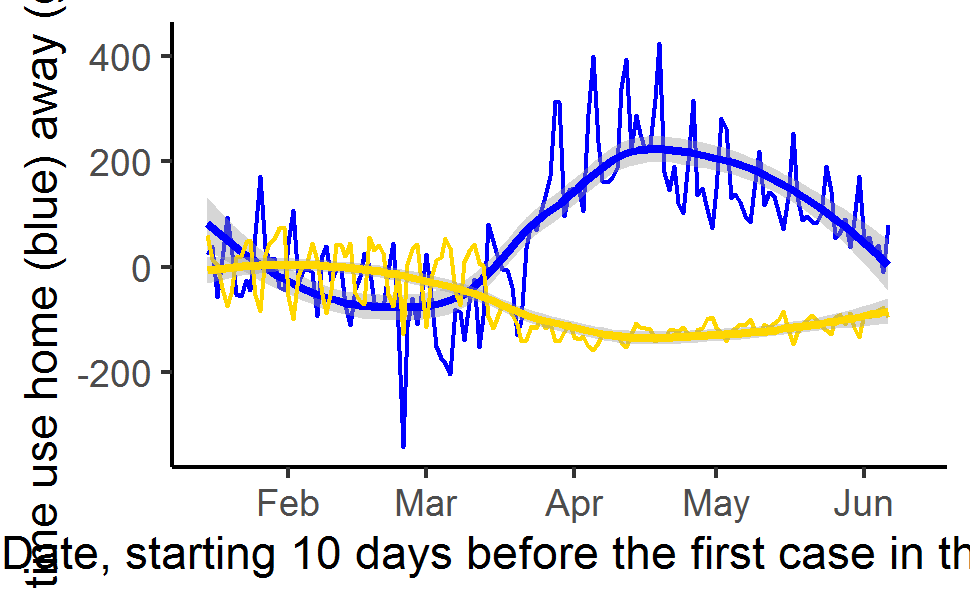 time use home (blue) away (
400
200
0
-200
Feb Mar Apr May Jun
Date, starting 10 days before the first case in th